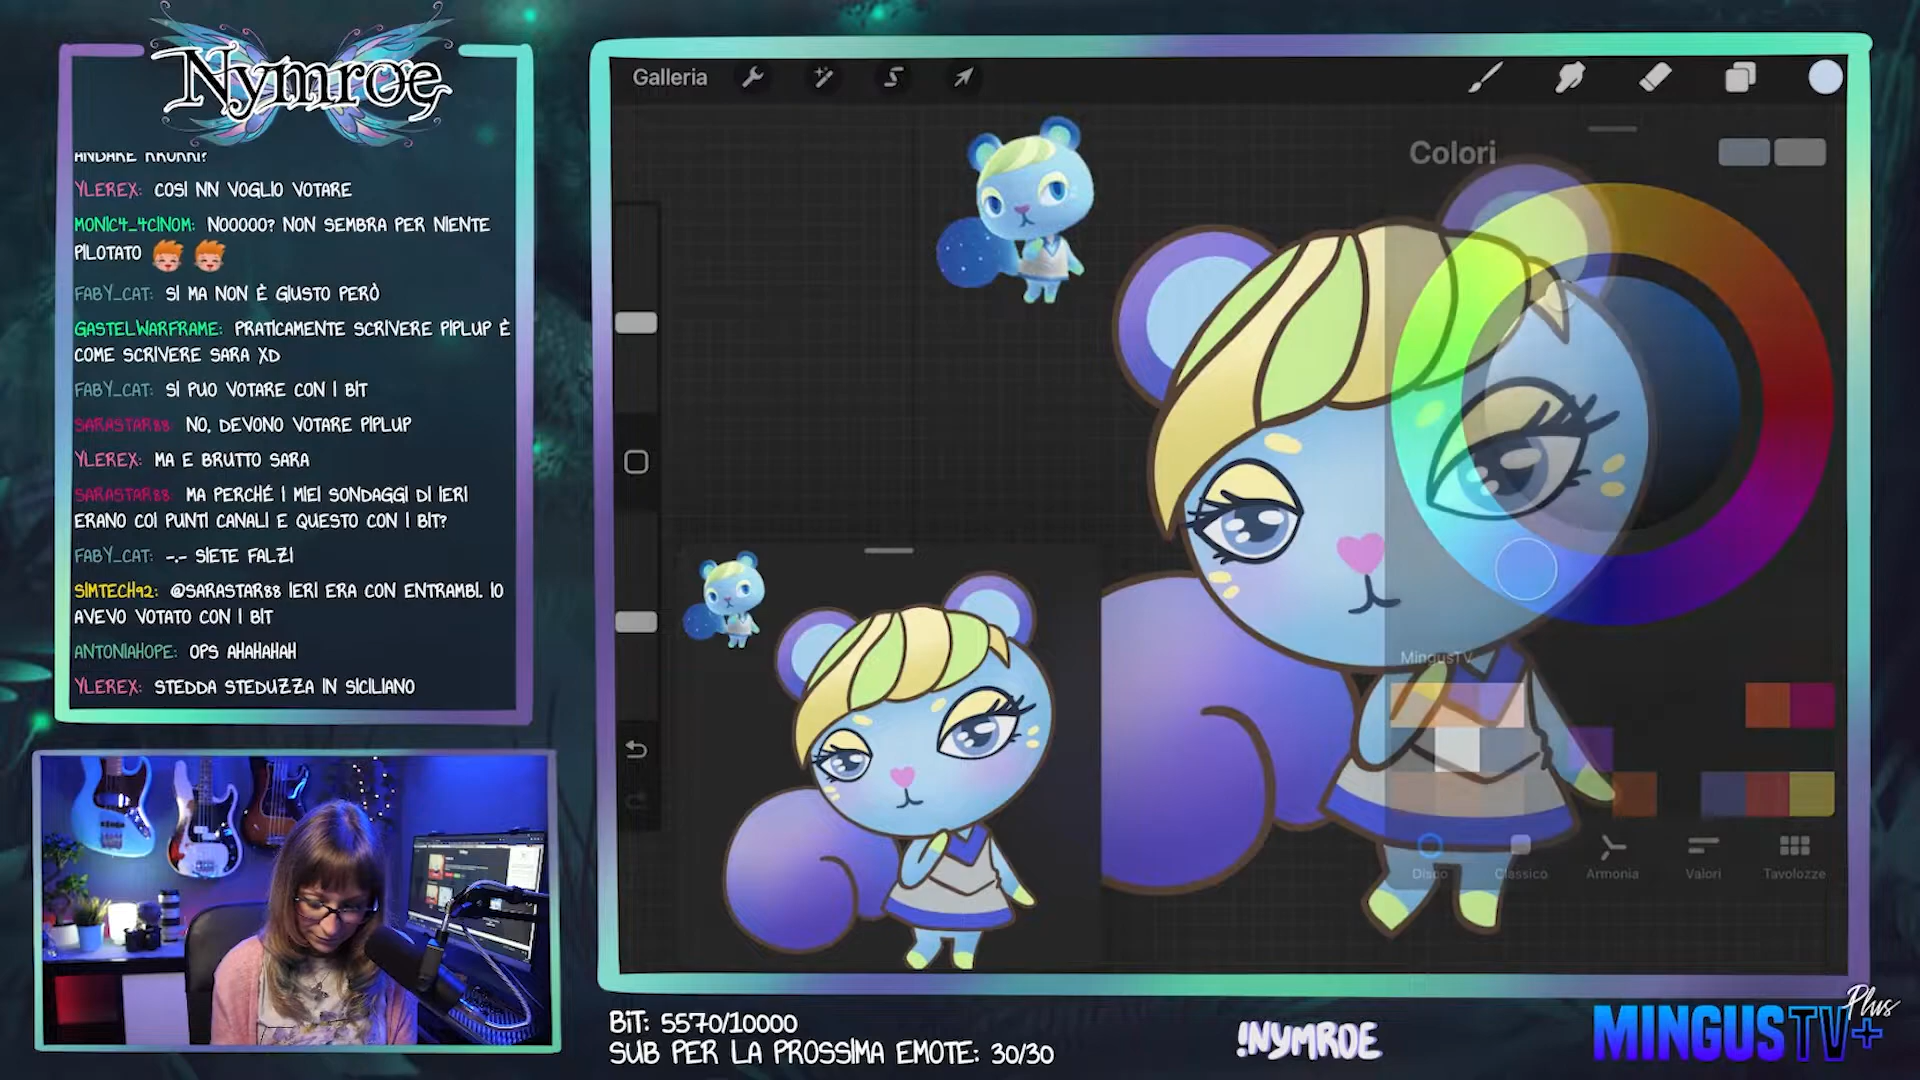 Nymroe
ANDARE AVANTI?
YLEREX: COSI NN VOGLIO VOTARE
MONIC4_4CINOM: NOOOOO? NON SEMBRA PER NIENTE
PILOTATO
FABY_CAT: SI MA NON È GIUSTO PERÒ
GASTELWARFRAME: PRATICAMENTE SCRIVERE PIPLUP È
COME SCRIVERE SARA XD
FABY_CAT: SI PUO VOTARE CON I BIT
SARASTAR88: NO, DEVONO VOTARE PIPLUP
YLEREX: MA E BRUTTO SARA
SARASTAR88: MA PERCHÉ I MIEI SONDAGGI DI IERI
ERANO COI PUNTI CANALI E QUESTO CON I BIT?
FABY_CAT: -.- SIETE FALZI
SIMTECH92: @SARASTAR88 IERI ERA CON ENTRAMBI. IO
AVEVO VOTATO CON I BIT
ANTONIAHOPE: OPS AHAHAHAH
YLEREX: STEDDA STEDUZZA IN SICILIANO
Galleria
Colori
MingusTV
Disco Classico Armonia Valori Tavolozze
BIT: 5570/10000
SUB PER LA PROSSIMA EMOTE: 30/30
!NYMROE
MINGUSTV+ Plus